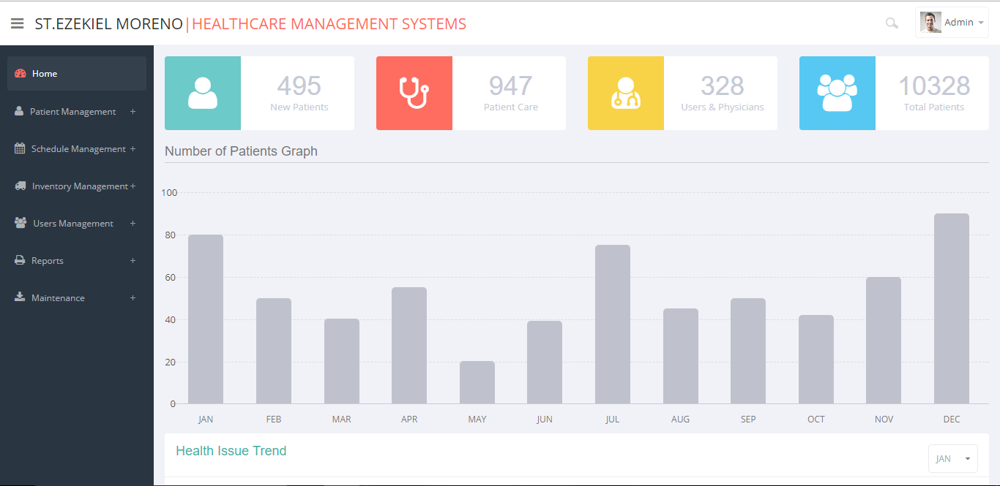 ST.EZEKIEL MORENO|HEALTHCARE MANAGEMENT SYSTEMS
Admin
Home
Patient Management +
Schedule Management +
Inventory Management +
Users Management +
Reports +
Maintenance +
495
New Patients
947
Patient Care
328
Users & Physicians
10328
Total Patients
Number of Patients Graph
100
80
60
40
20
0
JAN FEB MAR APR MAY JUN JUL AUG SEP OCT NOV DEC
Health Issue Trend
JAN